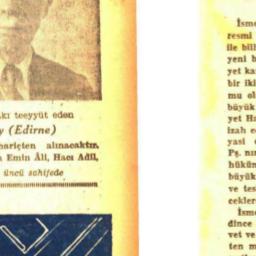 teeyyüt eden
y (Edirne)
hariçten alınacaktır.
Emin Âli, Hacı Adil,
üncü sahifede
İsme
resmi
ile bill
yeni b
yet ka
bir iki
mu ol
büyük
yet Ha
izah e
yasi
Pş. nın
hüküm
büyük
ve tes
cekler
İsme
dince
vet ve
ten m